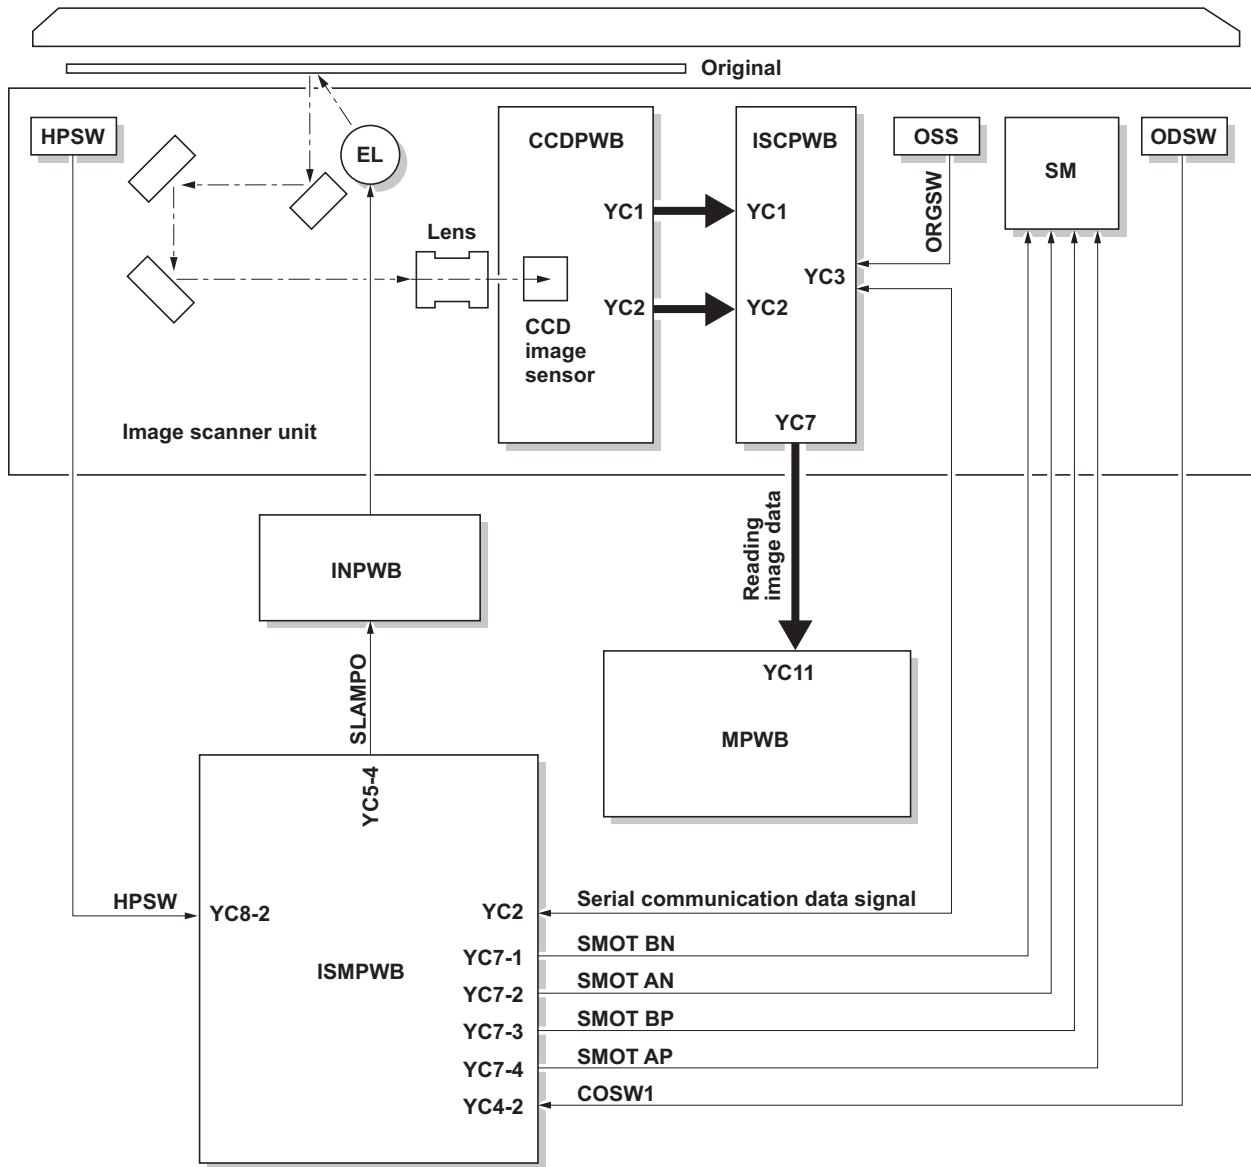 Original
HPSW
EL
CCDPWB
ISCPWB
OSS
SM
ODSW
ORGSW
YC1
YC1
Lens
YC3
YC2
YC2
CCD
image
sensor
YC7
Image scanner unit
Reading
image data
INPWB
SLAMPO
YC11
MPWB
YC5-4
HPSW
YC8-2
YC2
Serial communication data signal
ISMPWB
YC7-1
SMOT BN
YC7-2
SMOT AN
YC7-3
SMOT BP
YC7-4
SMOT AP
YC4-2
COSW1